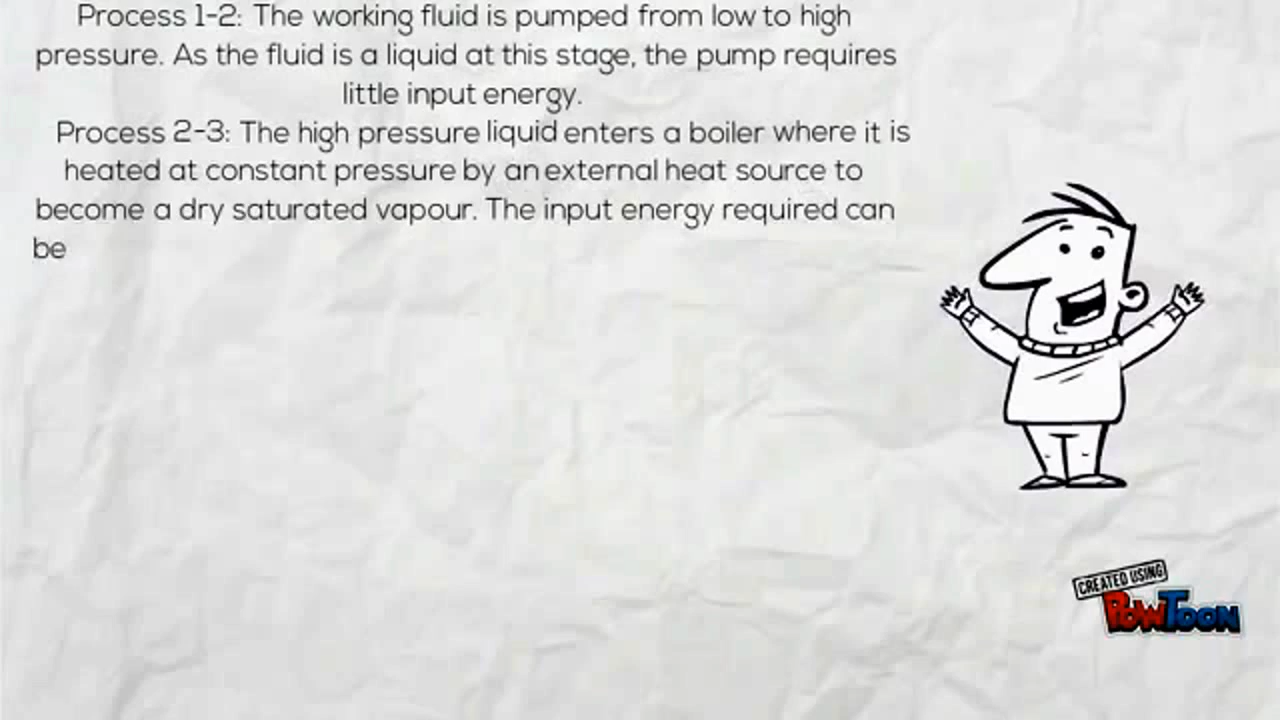 Process 1-2: The working fluid is pumped from low to high
pressure. As the fluid is a liquid at this stage, the pump requires
little input energy.
Process 2-3: The high pressure liquid enters a boiler where it is
heated at constant pressure by an external heat source to
become a dry saturated vapour. The input energy required can
be
CREATED USING
POWTOON